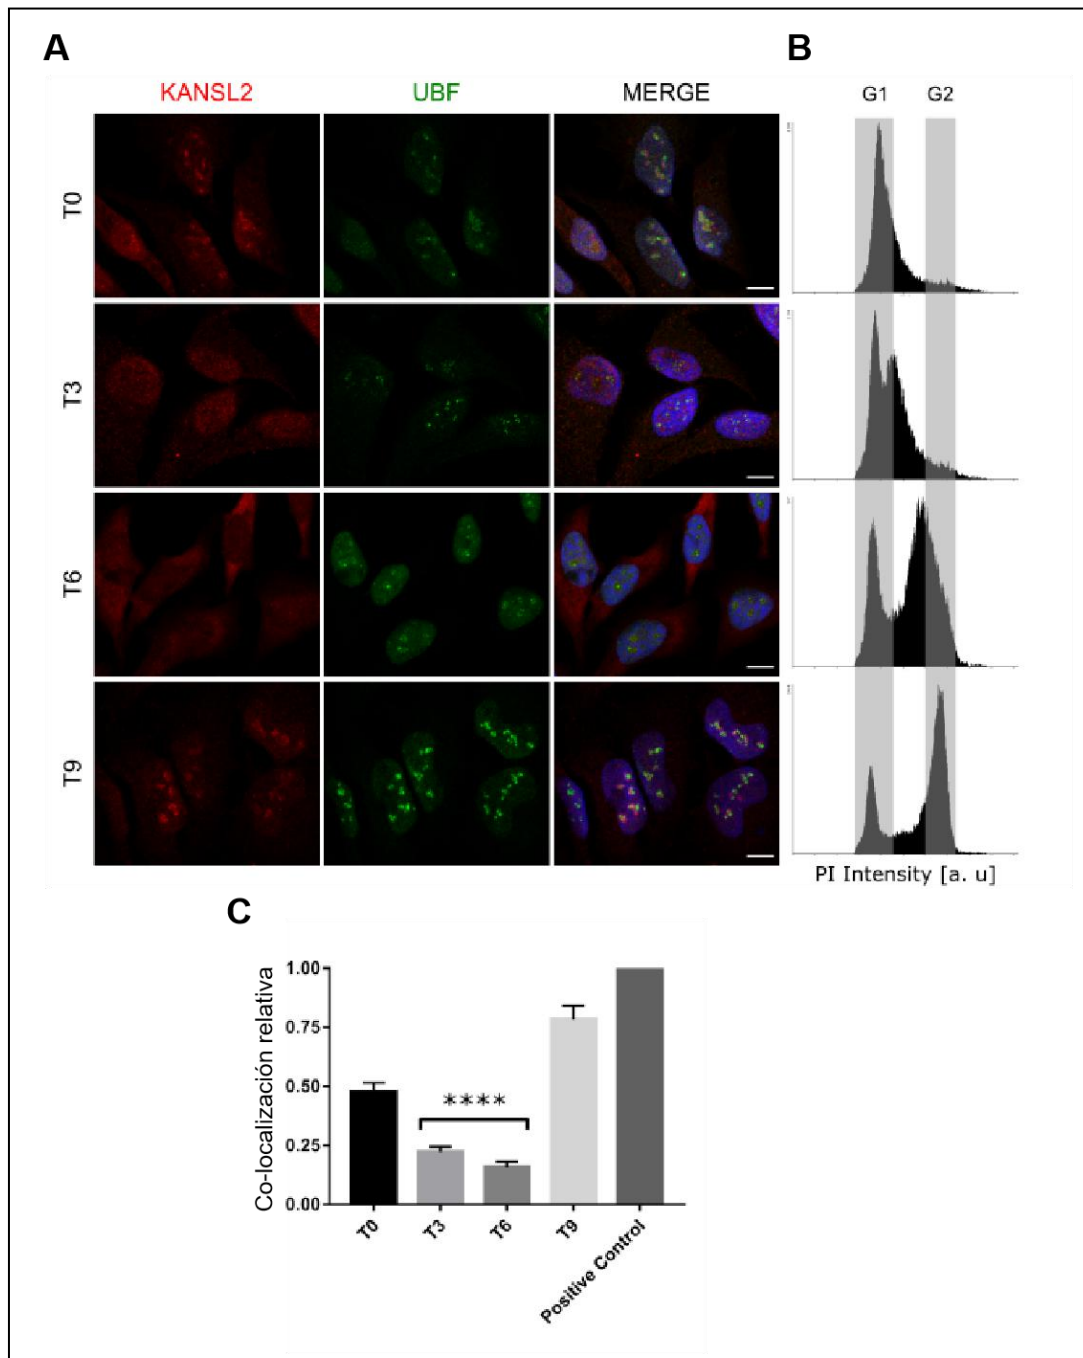 A
B
KANSL2 UBF MERGE
G1 G2
T0
T3
T6
T9
PI Intensity [a. u]
C
Co-localización relativa
1.00
0.75
0.50
0.25
0.00
****
T0 T3 T6 T9 Positive Control